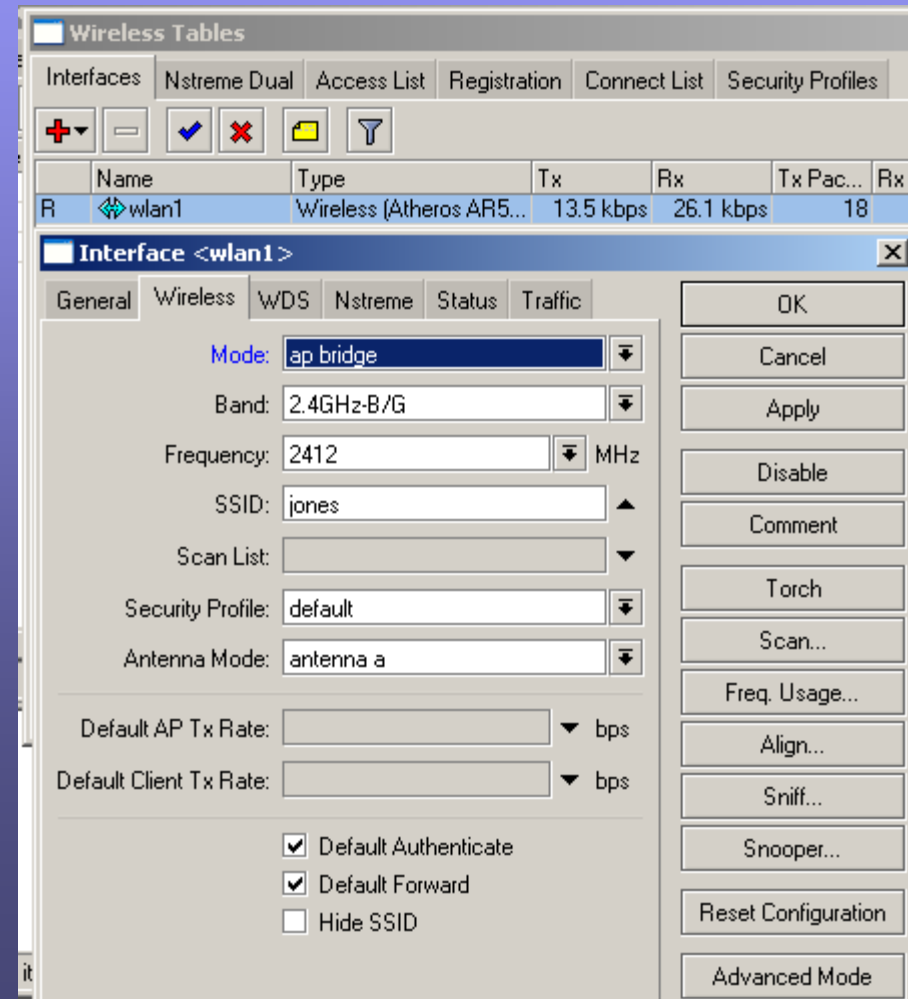 Wireless Tables
Interfaces Nstreme Dual Access List Registration Connect List Security Profiles
Name Type Tx Rx Tx Pac... Rx
R wlan1 Wireless (Atheros AR5... 13.5 kbps 26.1 kbps 18
Interface <wlan1>
General Wireless WDS Nstreme Status Traffic
OK
Mode: ap bridge
Cancel
Band: 2.4GHz-B/G
Apply
Frequency: 2412 MHz
Disable
SSID: jones
Comment
Scan List:
Torch
Security Profile: default
Scan...
Antenna Mode: antenna a
Freq. Usage...
Default AP Tx Rate: bps
Align...
Default Client Tx Rate: bps
Sniff...
Default Authenticate
Snooper...
Default Forward
Hide SSID
Reset Configuration
it
Advanced Mode